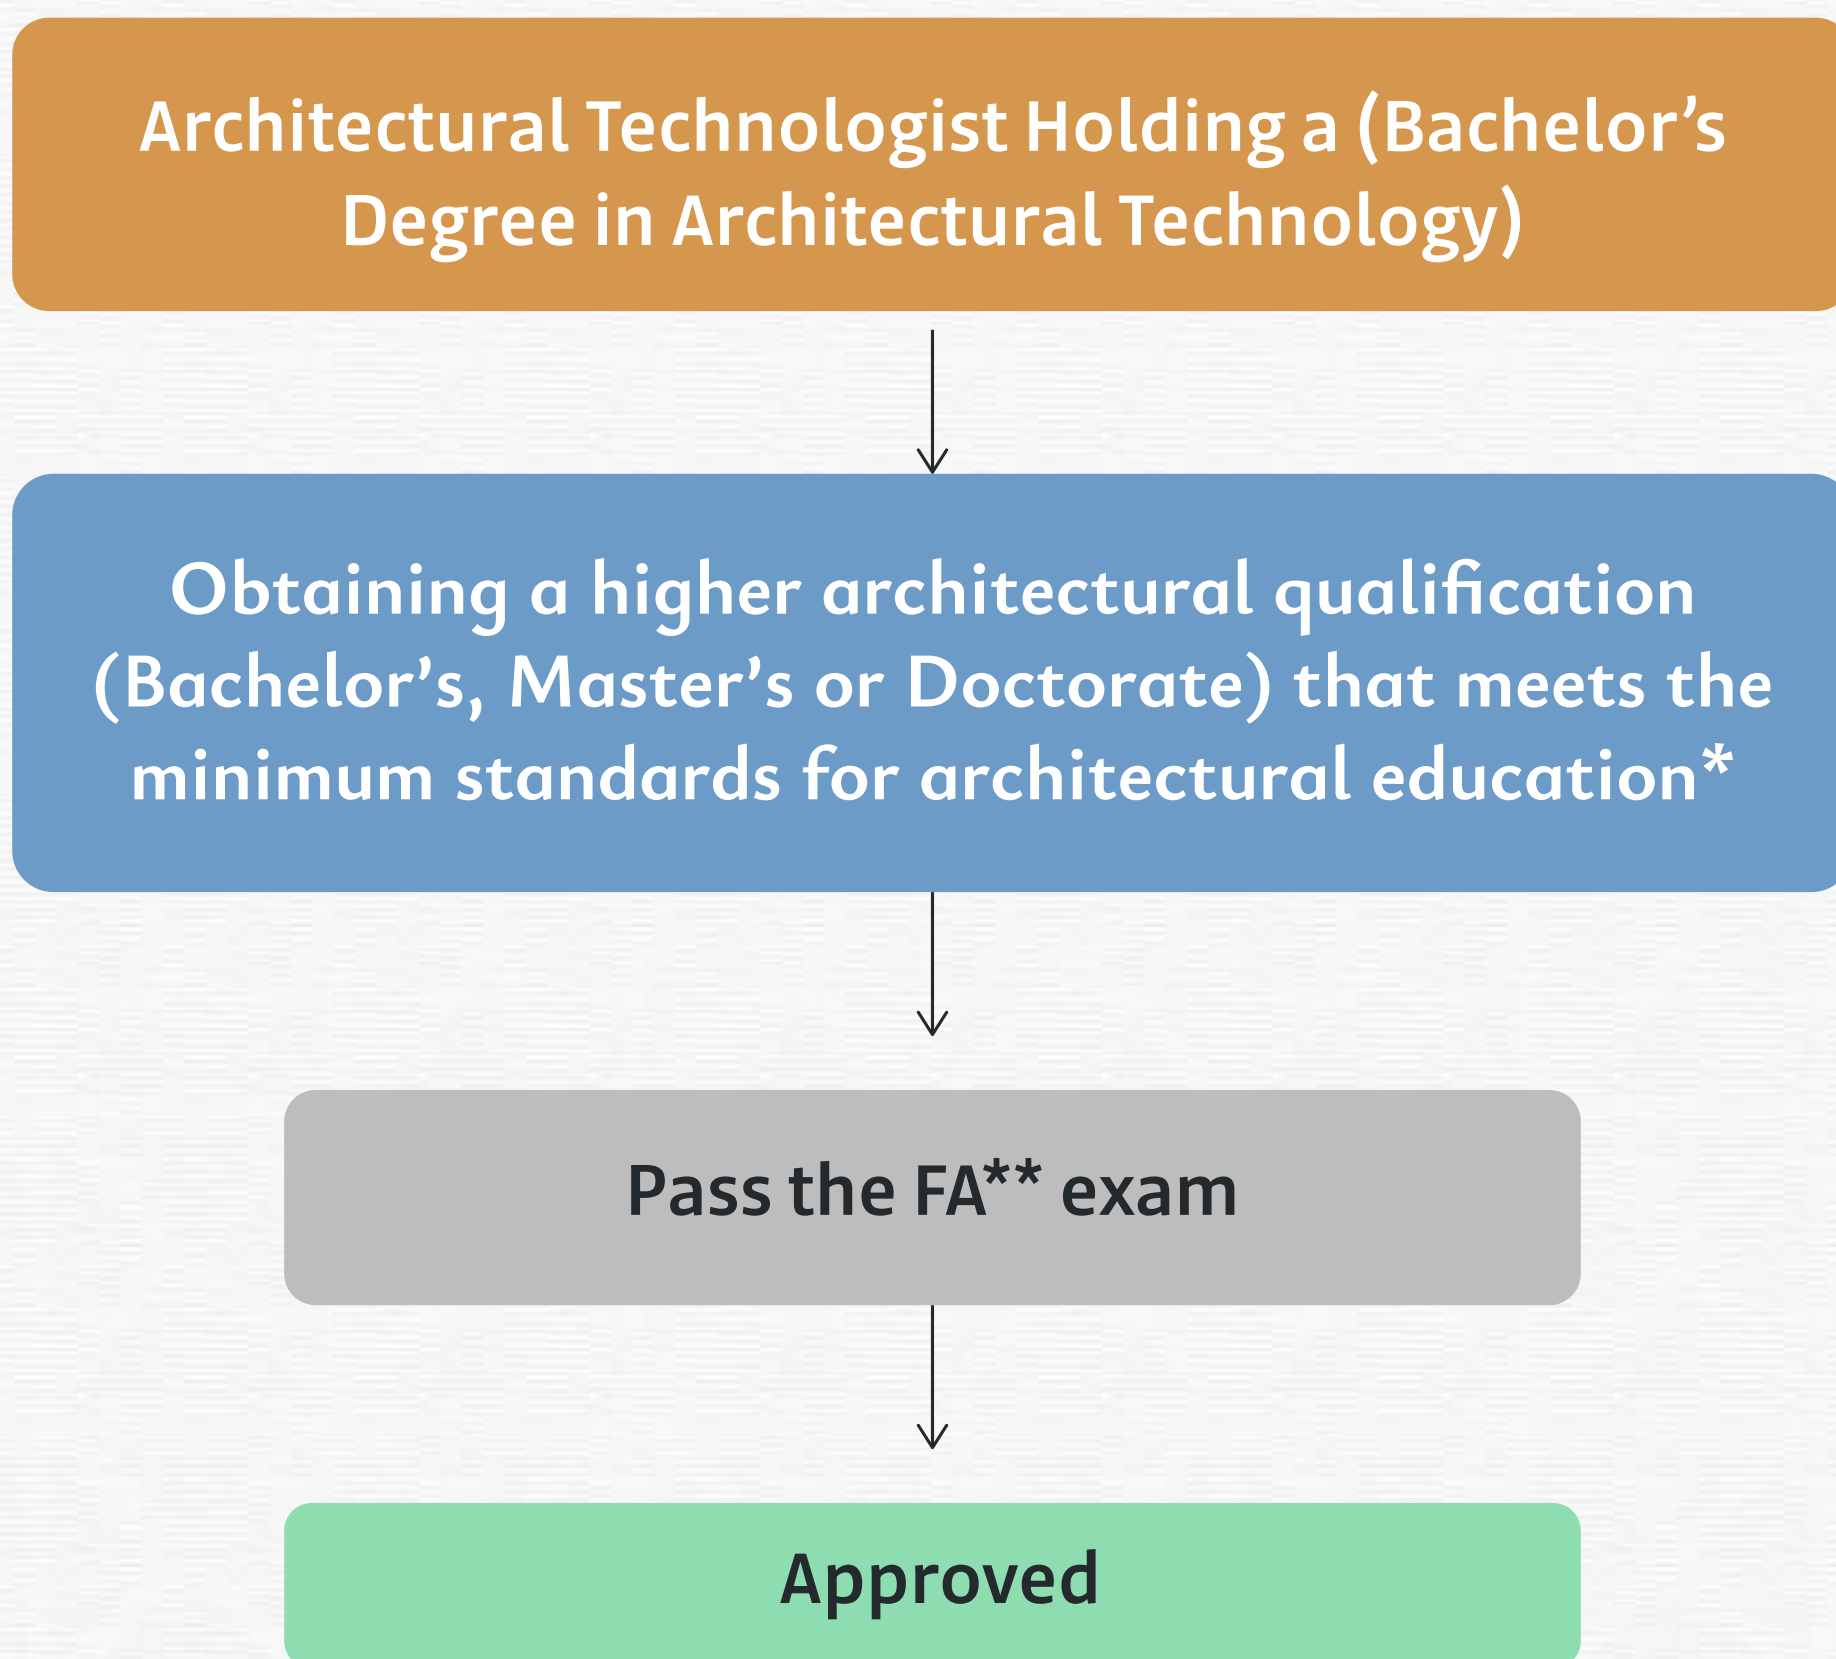 Architectural Technologist Holding a (Bachelor’s
Degree in Architectural Technology)
Obtaining a higher architectural qualification
(Bachelor’s, Master’s or Doctorate) that meets the
minimum standards for architectural education*
Pass the FA** exam
Approved